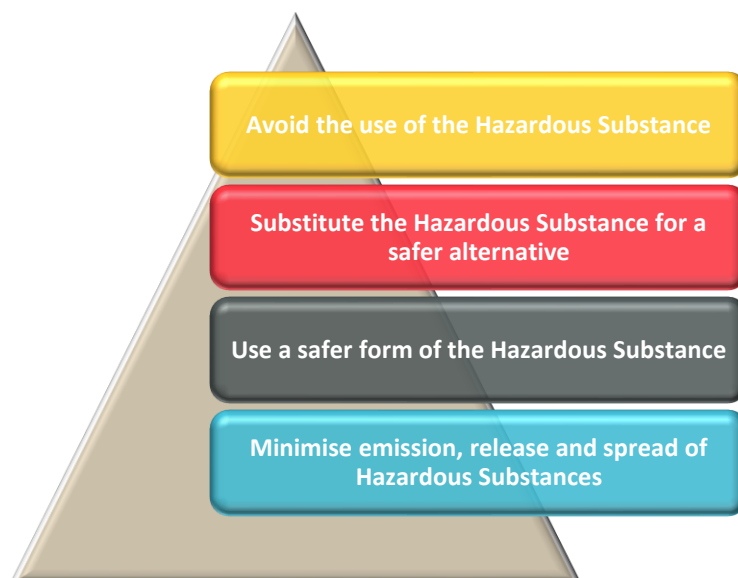 Avoid the use of the Hazardous Substance
Substitute the Hazardous Substance for a
safer alternative
Use a safer form of the Hazardous Substance
Minimise emission, release and spread of
Hazardous Substances